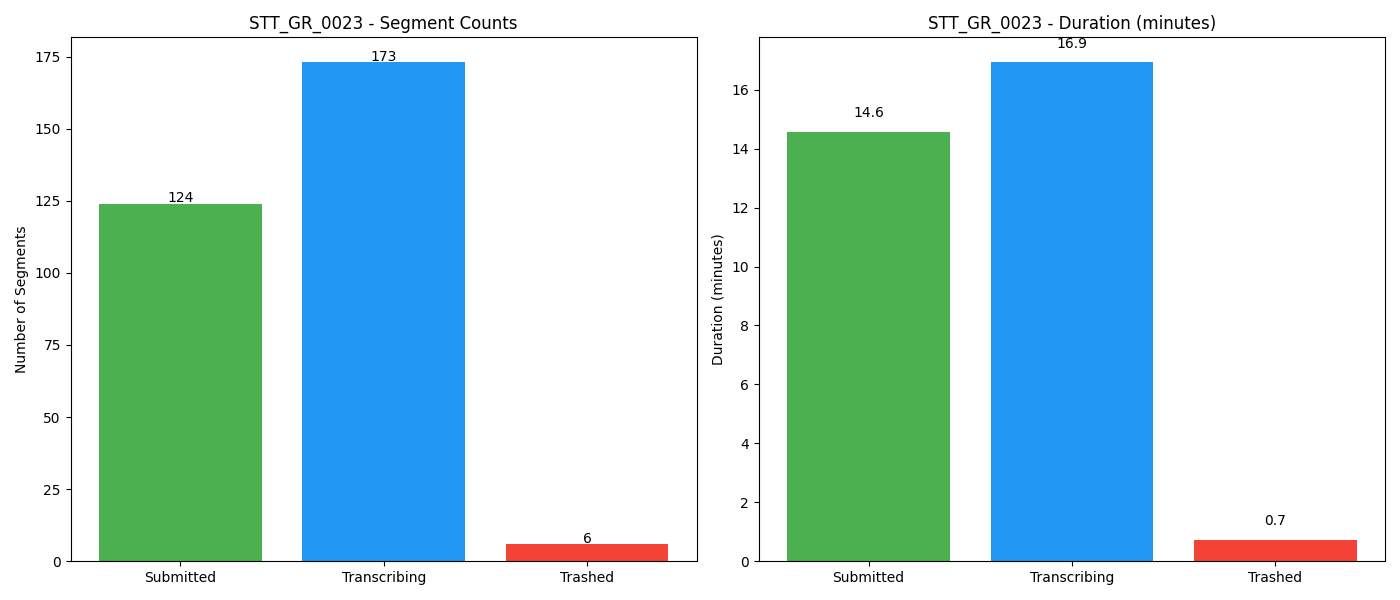 STT_GR_0023 - Segment Counts
Number of Segments
175
150
125
100
75
50
25
0
124
173
6
Submitted
Transcribing
Trashed
STT_GR_0023 - Duration (minutes)
Duration (minutes)
16
14
12
10
8
6
4
2
0
14.6
16.9
0.7
Submitted
Transcribing
Trashed